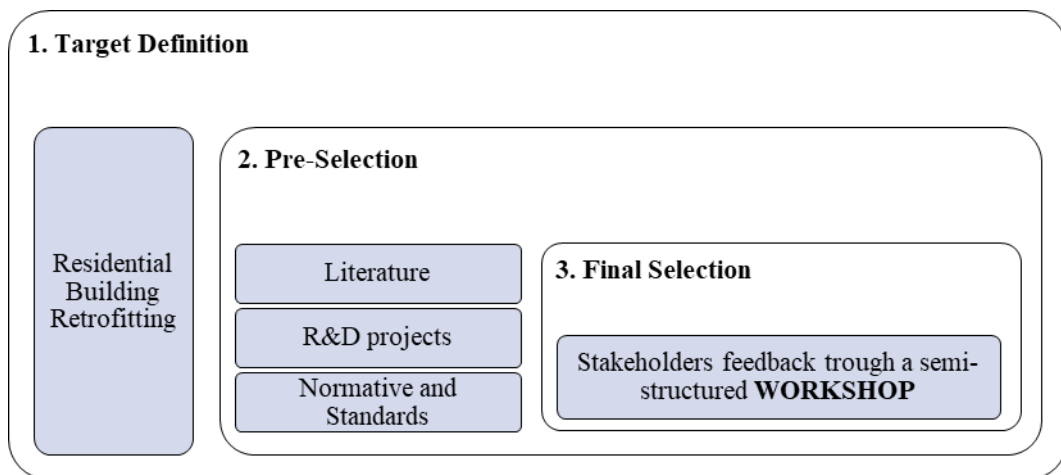 1. Target Definition
Residential
Building
Retrofitting
2. Pre-Selection
Literature
R&D projects
Normative and
Standards
3. Final Selection
Stakeholders feedback trough a semi-
structured WORKSHOP